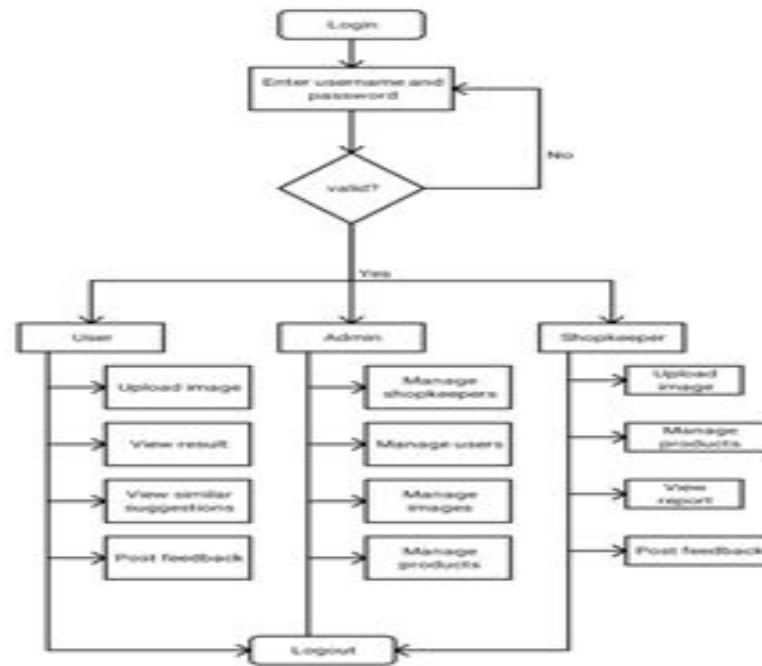 Login
Enter username and
password
No
valid?
Yes
User
Admin
Shopkeeper
Upload image
Manage
shopkeepers
Upload
image
View result
Manage users
Manage
products
View similar
suggestions
Manage
images
View
report
Post feedback
Manage
products
Post feedback
Logout